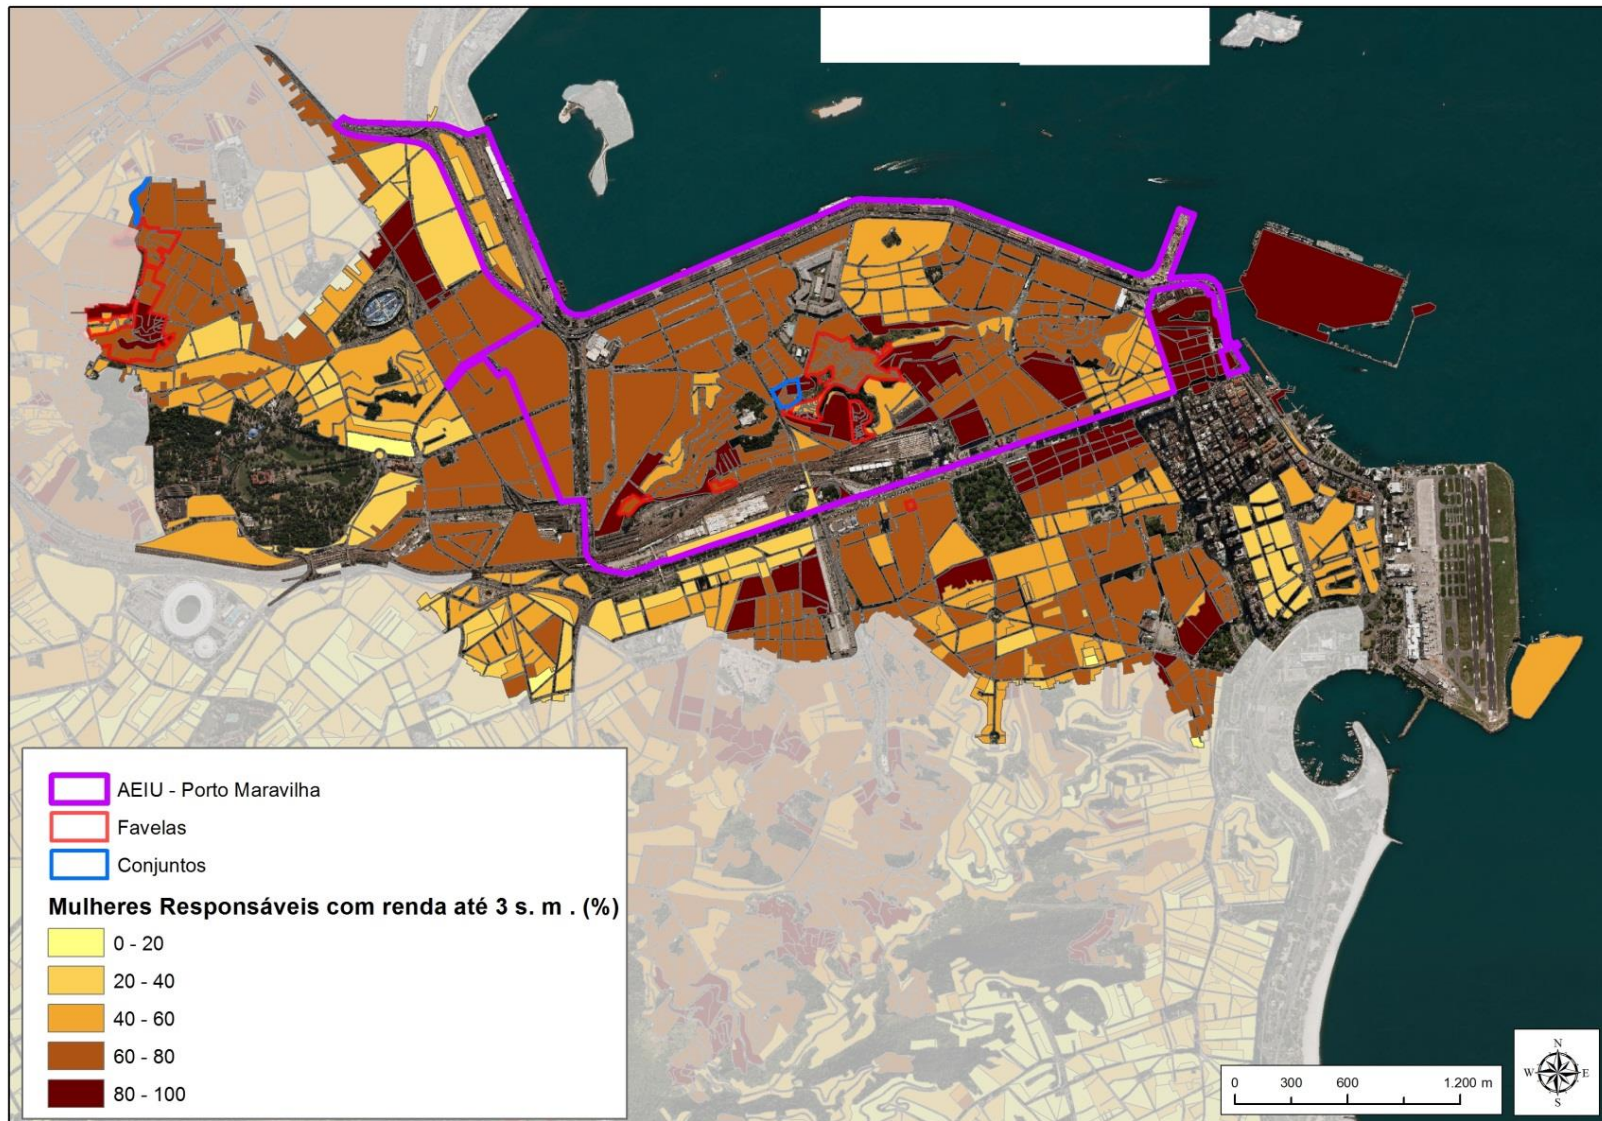 AEIU - Porto Maravilha
Favelas
Conjuntos
Mulheres Responsáveis com renda até 3 s. m . (%)
0 - 20
20 - 40
40 - 60
60 - 80
80 - 100
0 300 600 1.200 m
N
W E
S